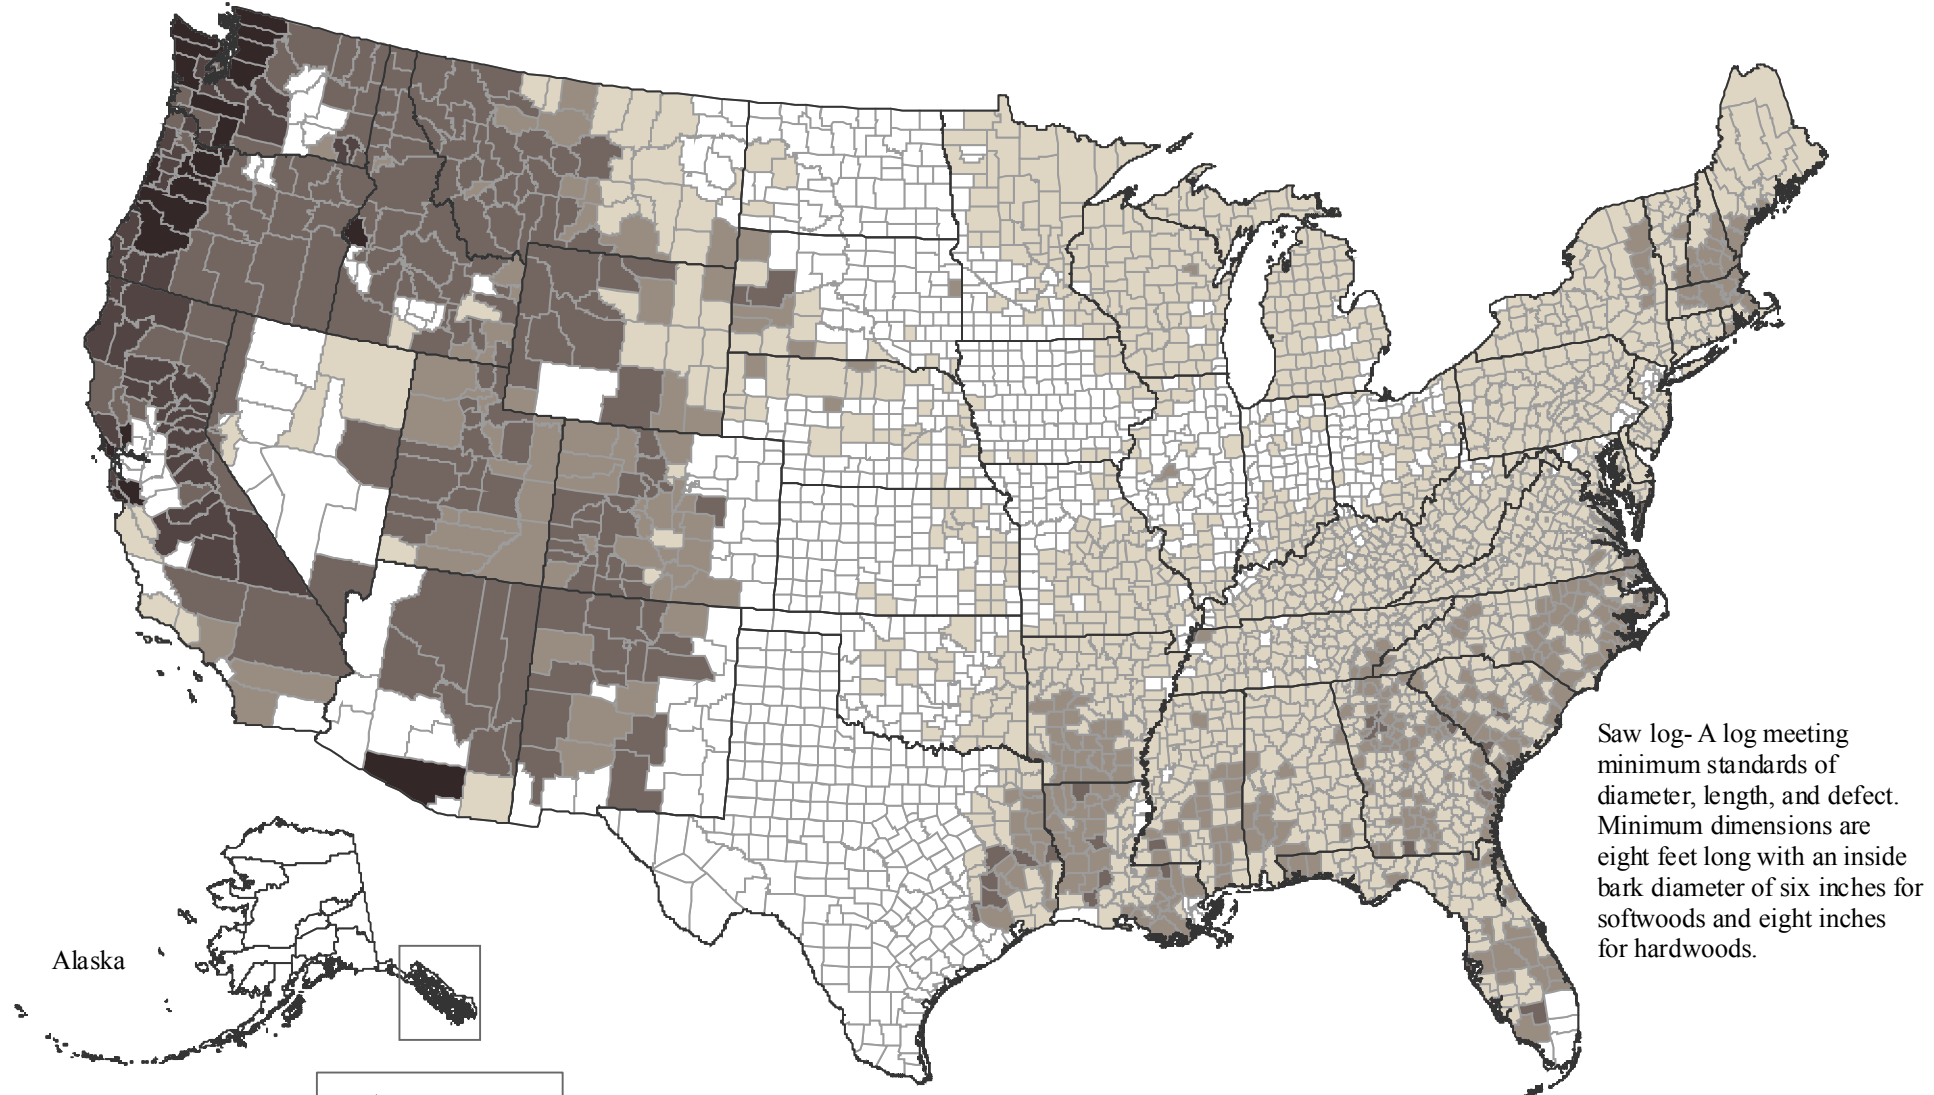 Saw log- A log meeting
minimum standards of
diameter, length, and defect.
Minimum dimensions are
eight feet long with an inside
bark diameter of six inches for
softwoods and eight inches
for hardwoods.
Alaska